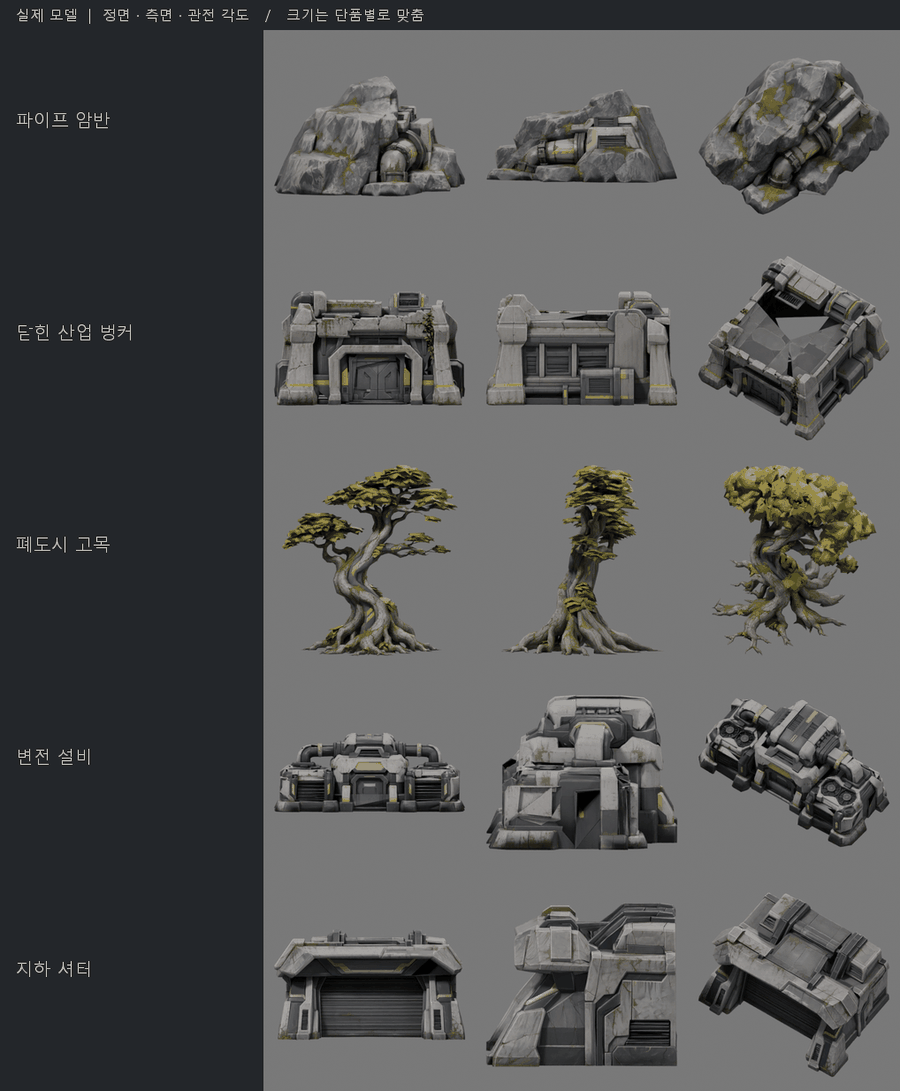 실제 모델 | 정면 · 측면 · 관전 각도 / 크기는 단품별로 맞춤
파이프 암반
닫힌 산업 벙커
폐도시 고목
변전 설비
지하 셔터